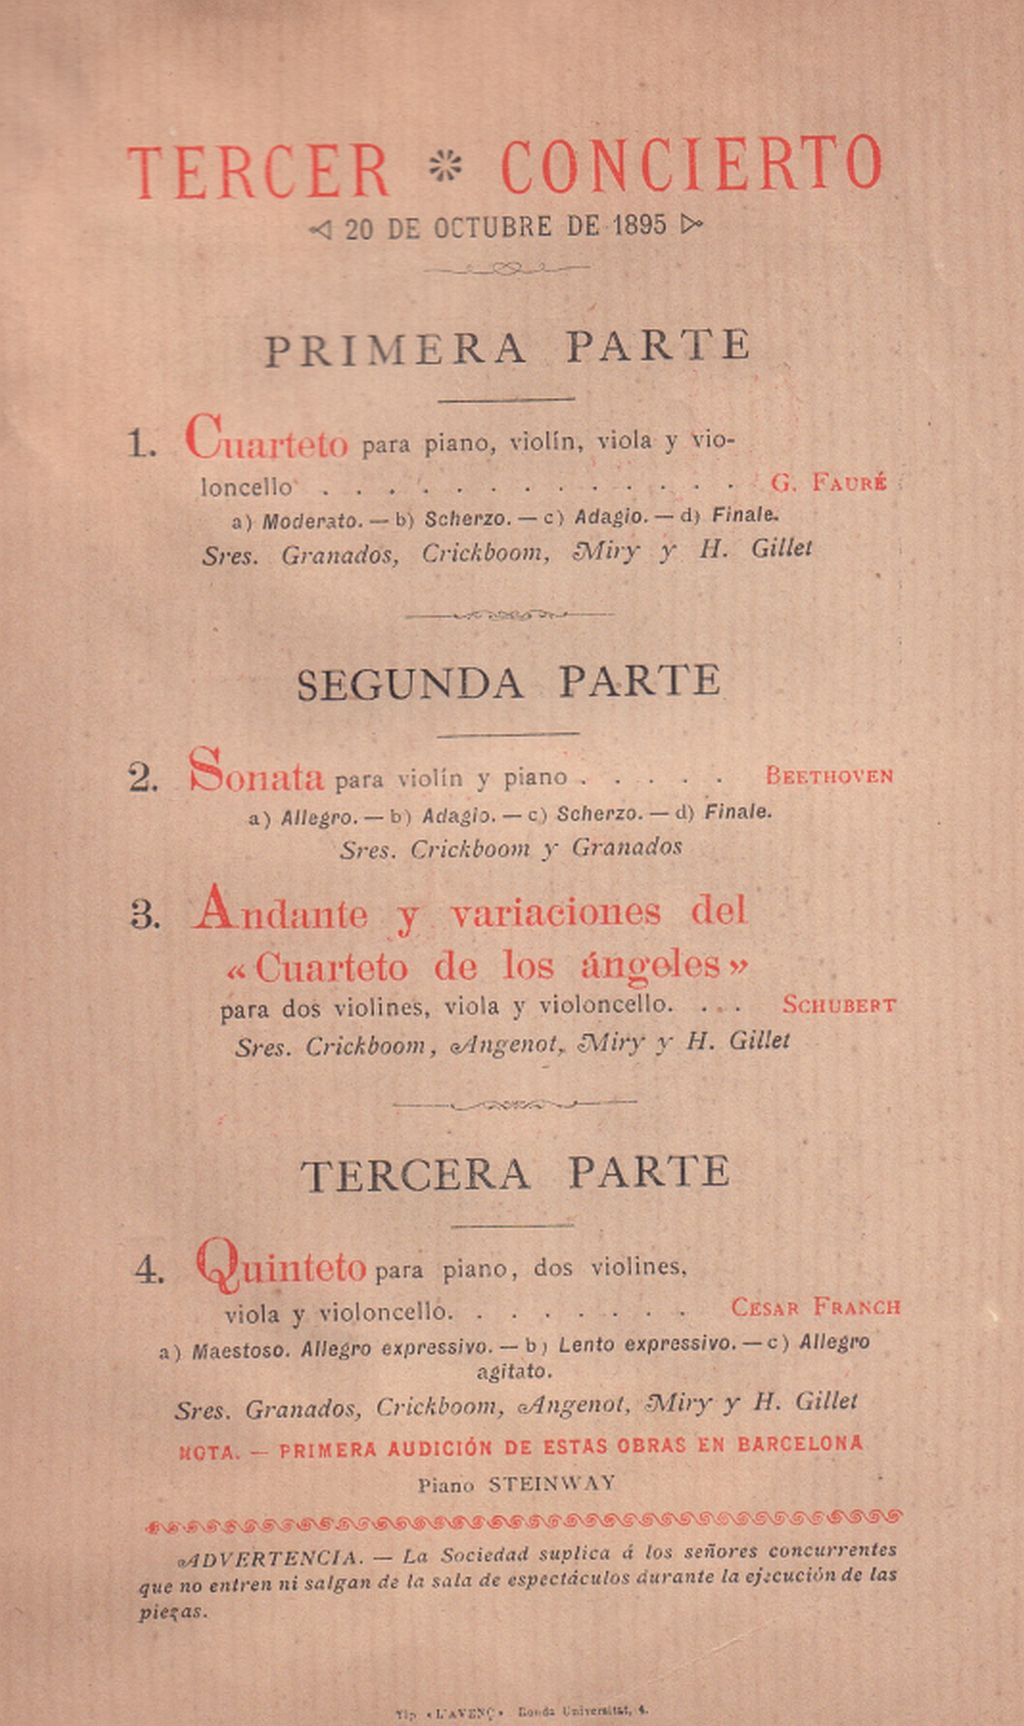 TERCER ❋ CONCIERTO
20 DE OCTUBRE DE 1895
PRIMERA PARTE
1. Cuarteto para piano, violín, viola y vio-
loncello . . . . . . . . . . . . . G. FAURÉ
a) Moderato. — b) Scherzo. — c) Adagio. — d) Finale.
Sres. Granados, Crickboom, Miry y H. Gillet
SEGUNDA PARTE
2. Sonata para violín y piano . . . . . BEETHOVEN
a) Allegro. — b) Adagio. — c) Scherzo. — d) Finale.
Sres. Crickboom y Granados
3. Andante y variaciones del
« Cuarteto de los ángeles »
para dos violines, viola y violoncello. . . . SCHUBERT
Sres. Crickboom, Angenot, Miry y H. Gillet
TERCERA PARTE
4. Quinteto para piano, dos violines,
viola y violoncello. . . . . . . . CESAR FRANCH
a) Maestoso. Allegro expressivo. — b) Lento expressivo. — c) Allegro
agitato.
Sres. Granados, Crickboom, Angenot, Miry y H. Gillet
NOTA. — PRIMERA AUDICIÓN DE ESTAS OBRAS EN BARCELONA
Piano STEINWAY
ADVERTENCIA. — La Sociedad suplica á los señores concurrentes
que no entren ni salgan de la sala de espectáculos durante la ejecución de las
piezas.
Tip. «L'AVENÇ» Ronda Universitat, 4.